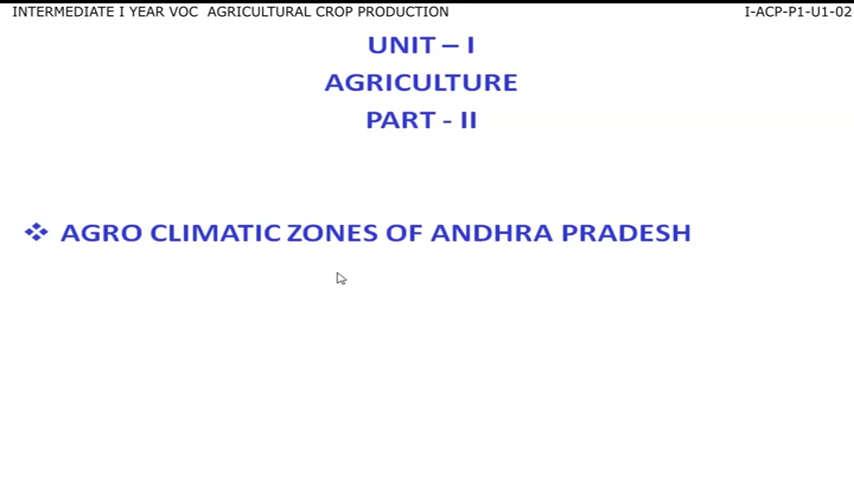 INTERMEDIATE I YEAR VOC AGRICULTURAL CROP PRODUCTION I-ACP-P1-U1-02
UNIT – I
AGRICULTURE
PART - II
❖ AGRO CLIMATIC ZONES OF ANDHRA PRADESH